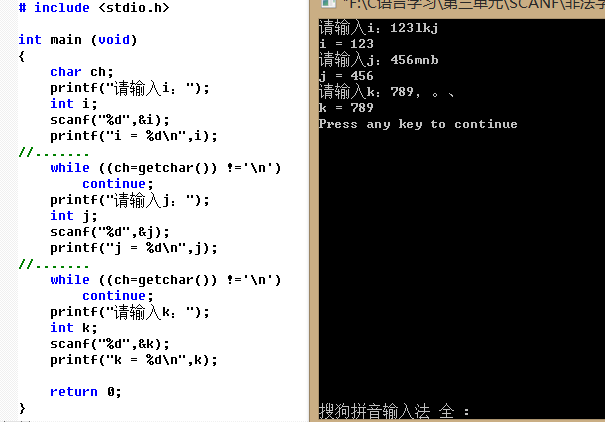 # include <stdio.h>
int main (void)
{
char ch;
printf("请输入i：");
int i;
scanf("%d",&i);
printf("i = %d\n",i);
//-------
while ((ch=getchar()) !='\n')
continue;
printf("请输入j：");
int j;
scanf("%d",&j);
printf("j = %d\n",j);
//-------
while ((ch=getchar()) !='\n')
continue;
printf("请输入k：");
int k;
scanf("%d",&k);
printf("k = %d\n",k);
return 0;
}
"F:\C语言学习\第三单元\SCANF\非法字
请输入i：123lkj
i = 123
请输入j：456mnb
j = 456
请输入k：789，。、
k = 789
Press any key to continue
搜狗拼音输入法 全 :